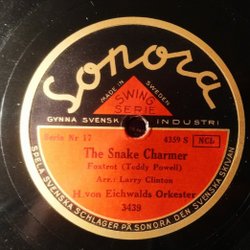 Sonora
MADE IN SWEDEN
SWING SERIE
GYNNA SVENSK INDUSTRI
Serie Nr 17 4359 S NCB
The Snake Charmer
Foxtrot (Teddy Powell)
Arr.: Larry Clinton
H. von Eichwalds Orkester
3439
SPELA SVENSKA SCHLAGER PÅ SONORA DEN SVENSKA SKIVAN